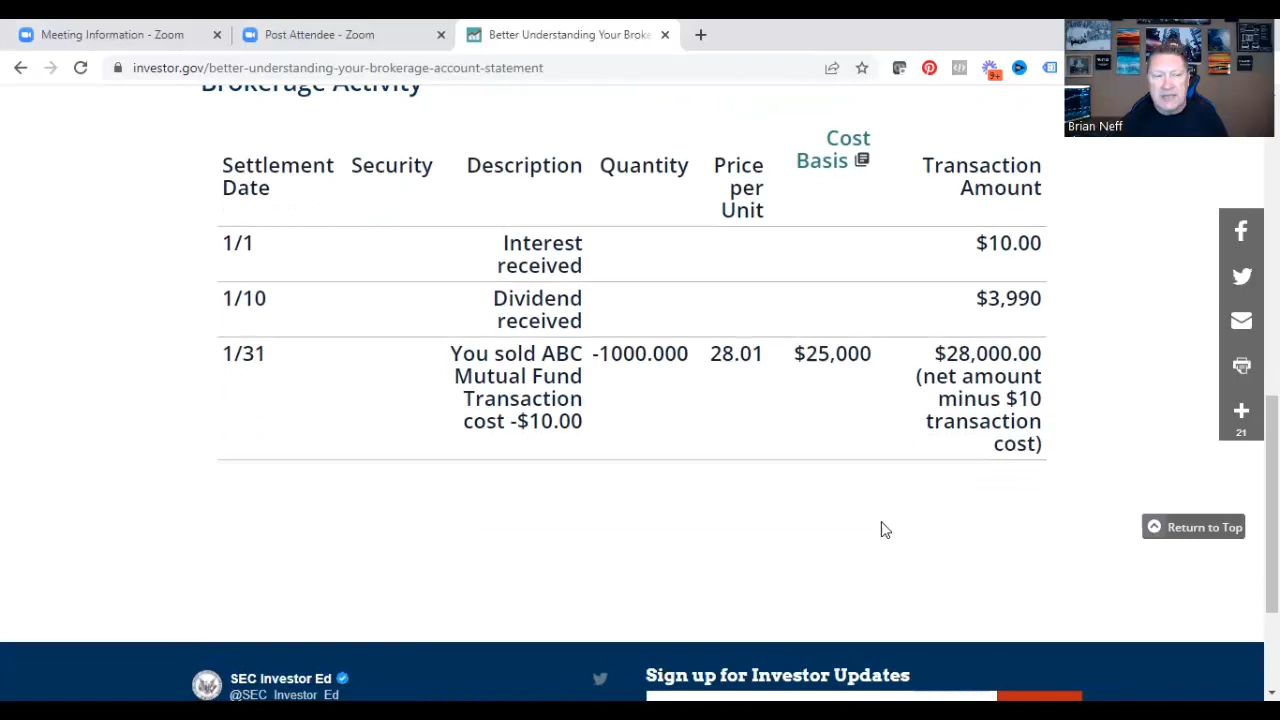 Meeting Information - Zoom
Post Attendee - Zoom
Better Understanding Your Broke
investor.gov/better-understanding-your-brokerage-account-statement
9+
Brian Neff
Brokerage Activity
Settlement Date
Security
Description
Quantity
Price per Unit
Cost Basis
Transaction Amount
1/1
Interest received
$10.00
1/10
Dividend received
$3,990
1/31
You sold ABC Mutual Fund Transaction cost -$10.00
-1000.000
28.01
$25,000
$28,000.00 (net amount minus $10 transaction cost)
21
Return to Top
SEC Investor Ed
@SEC_Investor_Ed
Sign up for Investor Updates